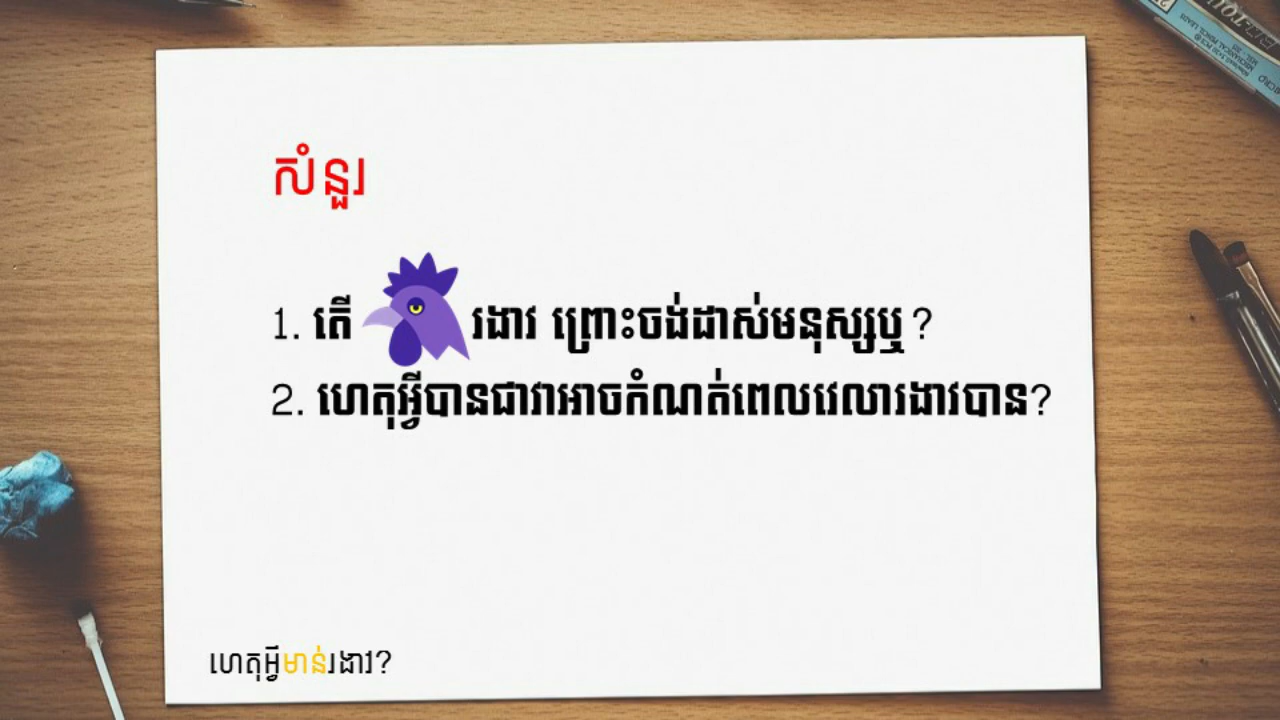 សំនួរ
1. តើ រងាវ ព្រោះចង់ដាស់មនុស្សឬ ?
2. ហេតុអ្វីបានជាវាអាចកំណត់ពេលវេលារងាវបាន?
ហេតុអ្វីមាន់រងាវ?